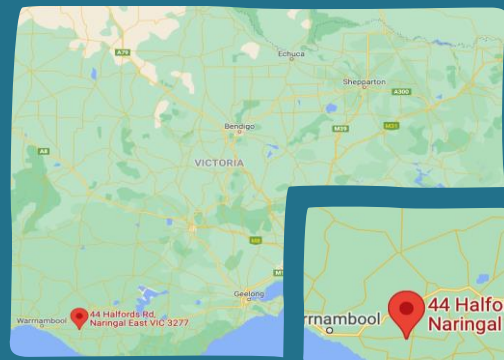 A79
Echuca
Shepparton
A300
Bendigo
M39
M31
A8
VICTORIA
Geelong
44 Halfords Rd,
Naringal East VIC 3277
Warrnambool
44 Halfo
Naringal
rnambool